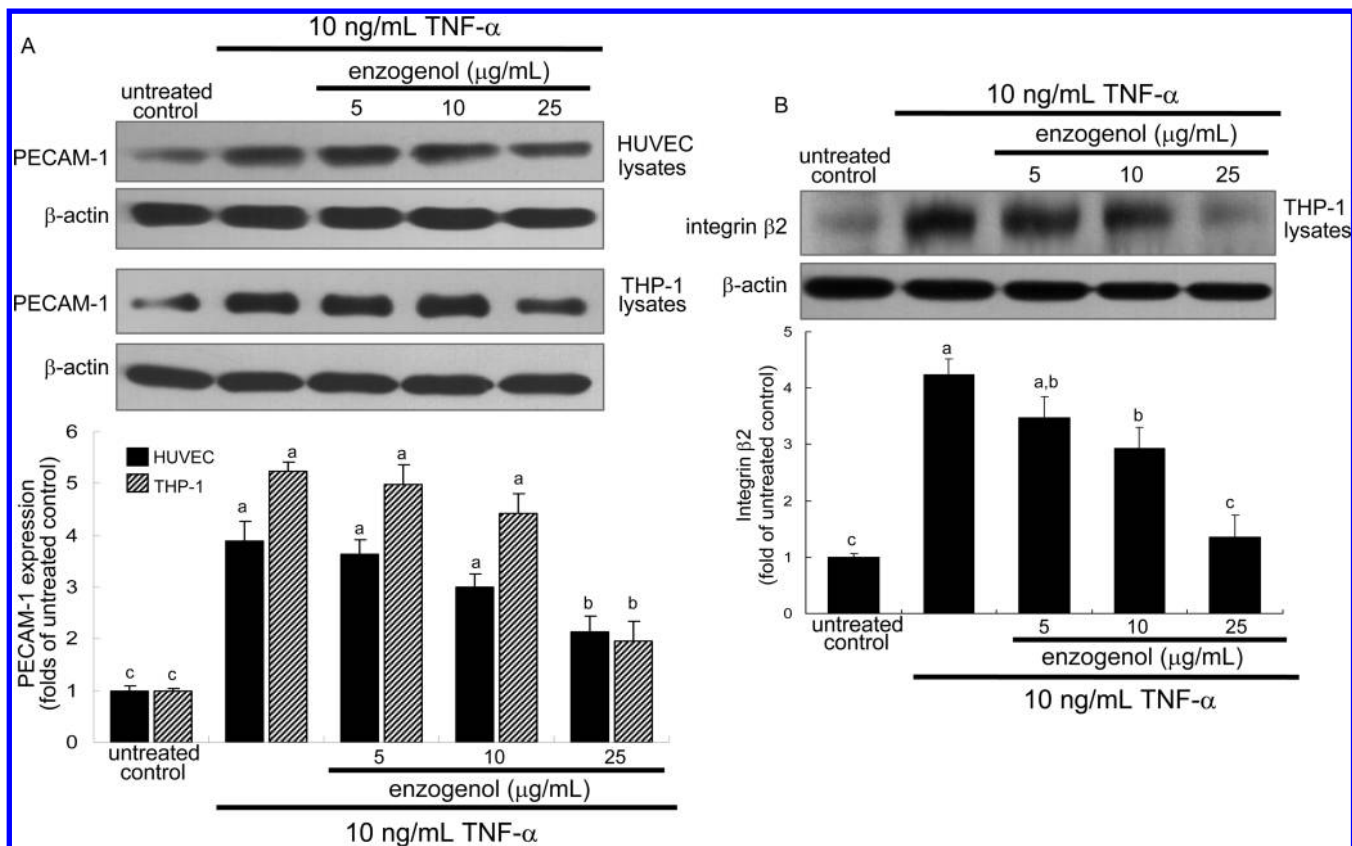 A
10 ng/mL TNF-α
enzogenol (μg/mL)
untreated
control
5 10 25
PECAM-1
HUVEC
lysates
β-actin
PECAM-1
THP-1
lysates
β-actin
6
5
4
3
2
1
0
PECAM-1 expression
(folds of untreated control)
HUVEC
THP-1
c c a a a a a a b b
untreated
control
5 10 25
enzogenol (μg/mL)
10 ng/mL TNF-α
B
10 ng/mL TNF-α
enzogenol (μg/mL)
untreated
control
5 10 25
integrin β2
THP-1
lysates
β-actin
5
4
3
2
1
0
Integrin β2
(fold of untreated control)
c a a,b b c
untreated
control
5 10 25
enzogenol (μg/mL)
10 ng/mL TNF-α